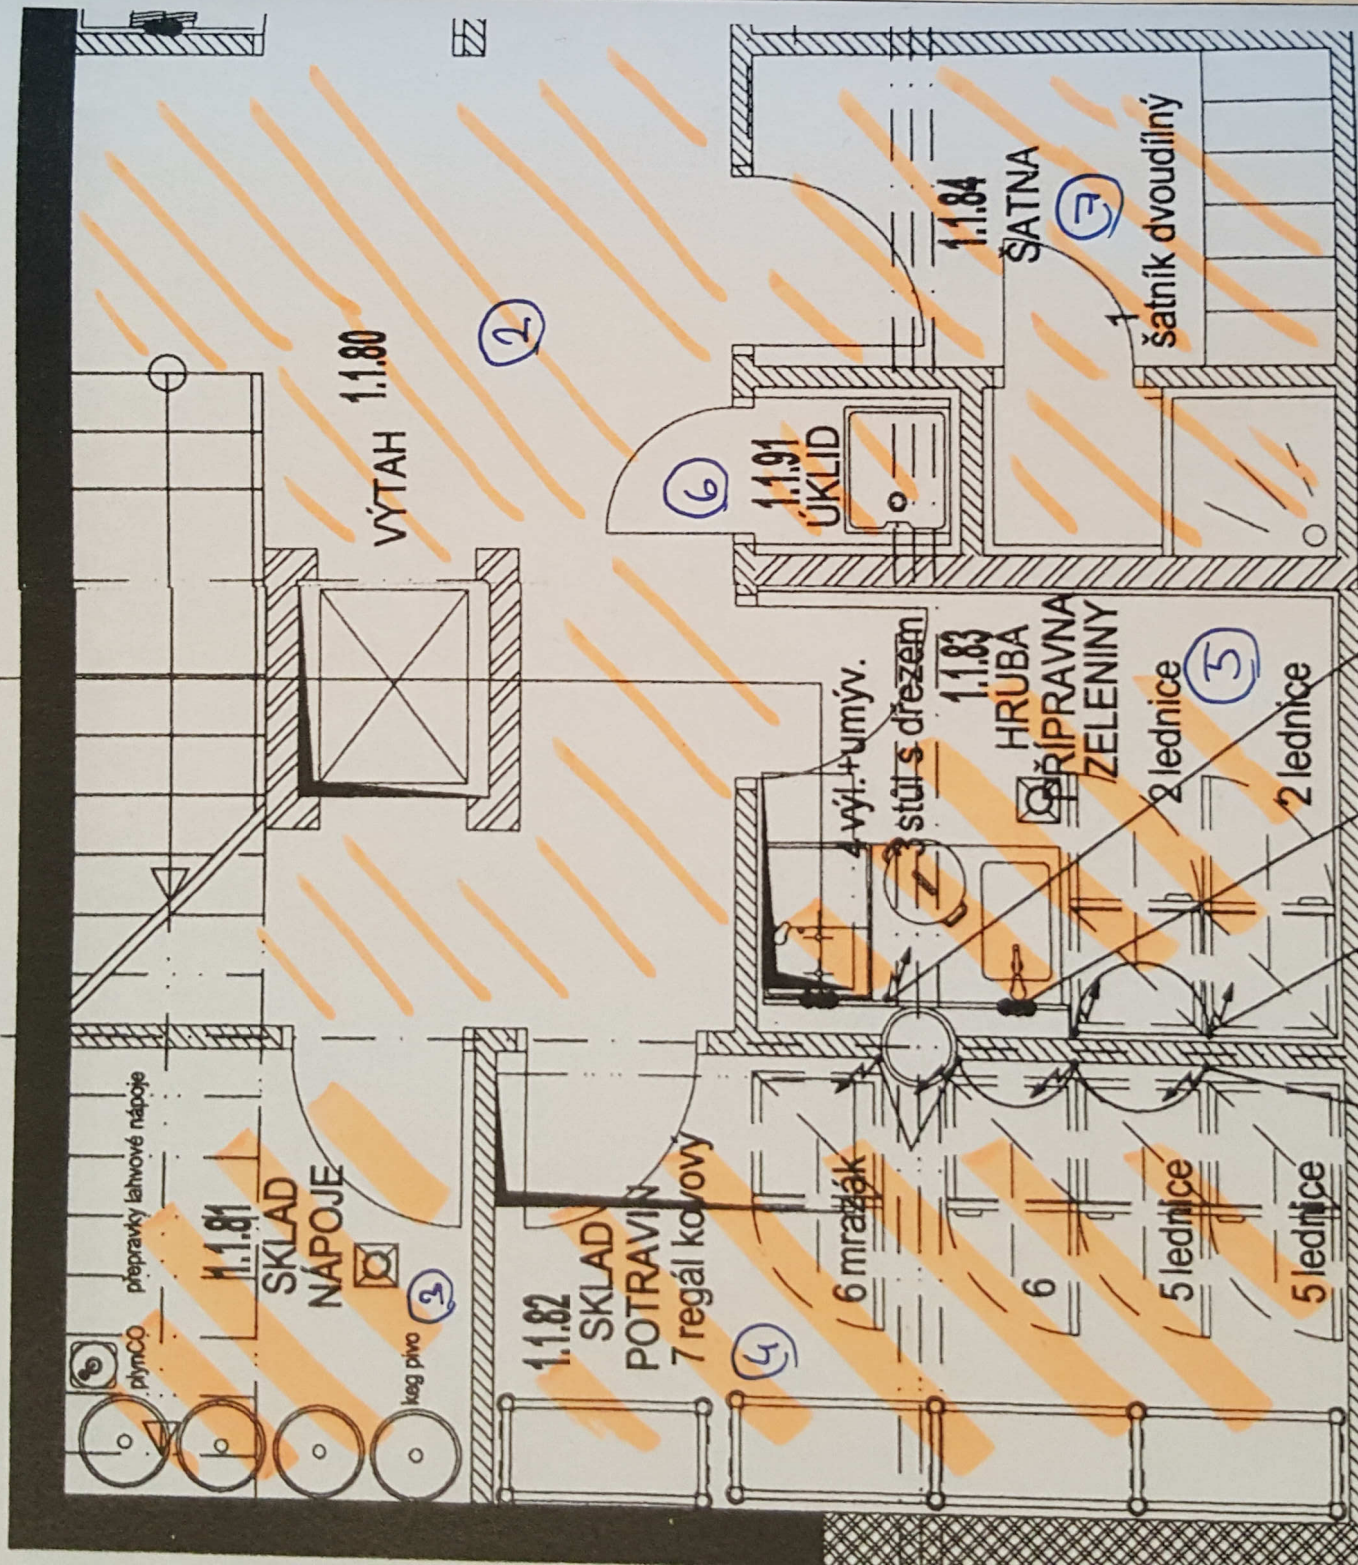 VÝTAH 1.1.80
2
1.1.84
ŠATNA
7
1
šatník dvoudílný
6
1.1.91
ÚKLID
4 výl.+umýv.
3 stůl s dřezem
1.1.83
HRUBÁ
PŘÍPRAVNA
ZELENINY
5
2 lednice
2 lednice
přepravky lahvové nápoje
plynCO
1.1.81
SKLAD
NÁPOJE
3
keg pivo
1.1.82
SKLAD
POTRAVIN
7 regál kovový
4
6 mrazák
6
5 lednice
5 lednice